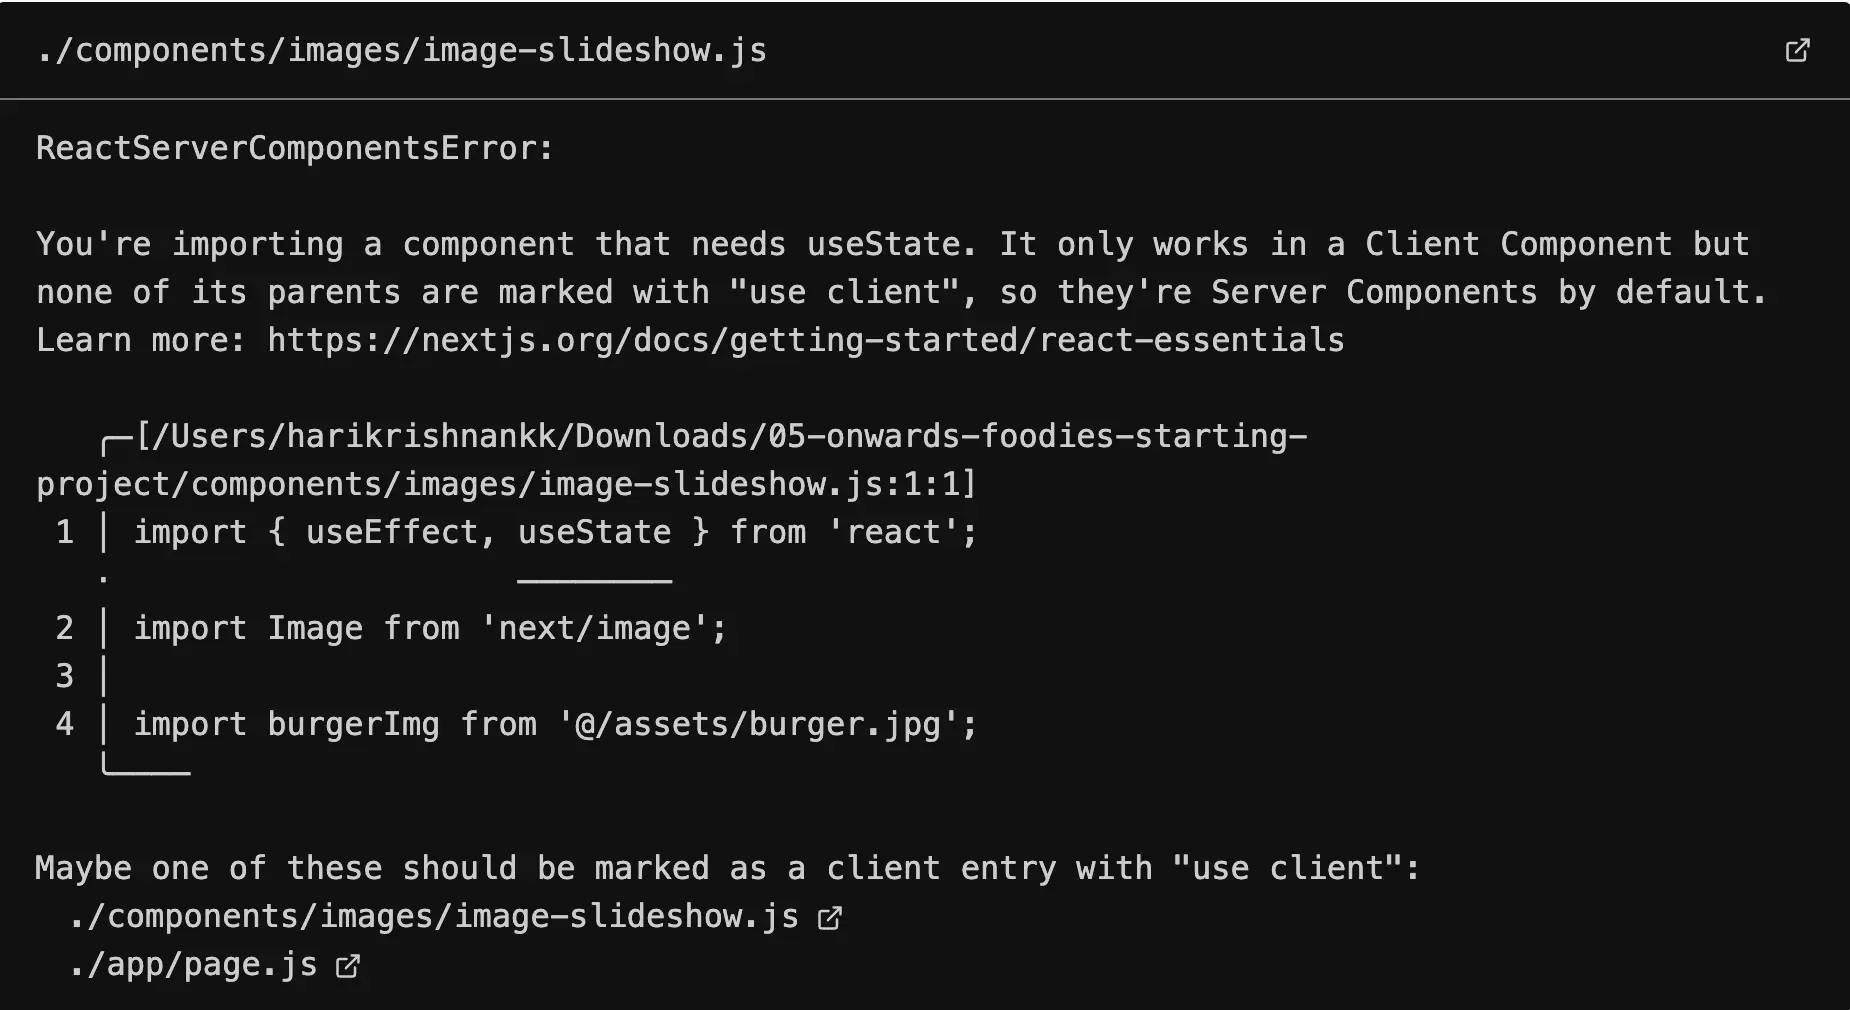 ./components/images/image-slideshow.js
ReactServerComponentsError:
You're importing a component that needs useState. It only works in a Client Component but
none of its parents are marked with "use client", so they're Server Components by default.
Learn more: https://nextjs.org/docs/getting-started/react-essentials
╭─[/Users/harikrishnankk/Downloads/05-onwards-foodies-starting-
project/components/images/image-slideshow.js:1:1]
1 │ import { useEffect, useState } from 'react';
2 │ import Image from 'next/image';
3 │
4 │ import burgerImg from '@/assets/burger.jpg';
Maybe one of these should be marked as a client entry with "use client":
./components/images/image-slideshow.js
./app/page.js